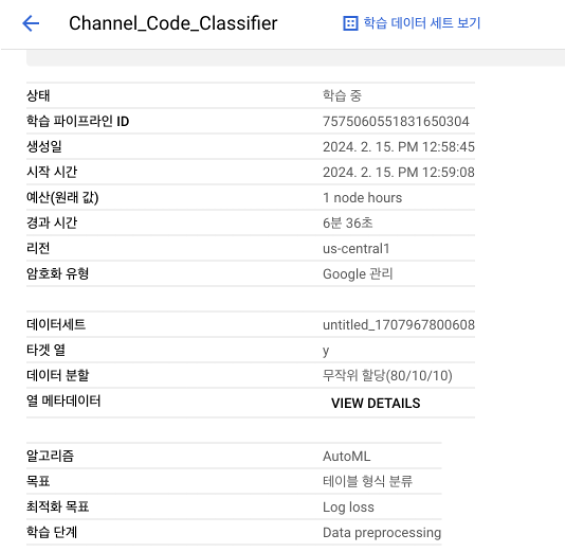 Channel_Code_Classifier 학습 데이터 세트 보기
상태 학습 중
학습 파이프라인 ID 7575060551831650304
생성일 2024. 2. 15. PM 12:58:45
시작 시간 2024. 2. 15. PM 12:59:08
예산(원래 값) 1 node hours
경과 시간 6분 36초
리전 us-central1
암호화 유형 Google 관리
데이터세트 untitled_1707967800608
타겟 열 y
데이터 분할 무작위 할당(80/10/10)
열 메타데이터 VIEW DETAILS
알고리즘 AutoML
목표 테이블 형식 분류
최적화 목표 Log loss
학습 단계 Data preprocessing